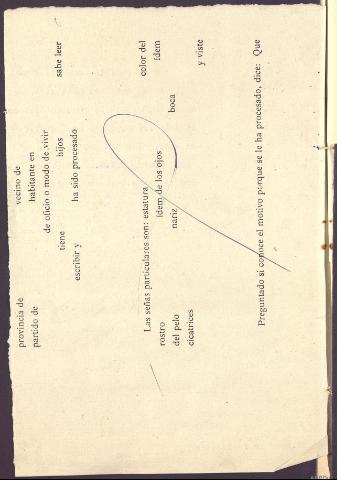 provincia de vecino de
partido de habitante en
de oficio o modo de vivir
tiene hijos sabe leer
escribir y ha sido procesado
Las señas particulares son: estatura color del
rostro ídem de los ojos ídem
del pelo nariz boca
cicatrices y viste
Preguntado si conoce el motivo porque se le ha procesado, dice: Que